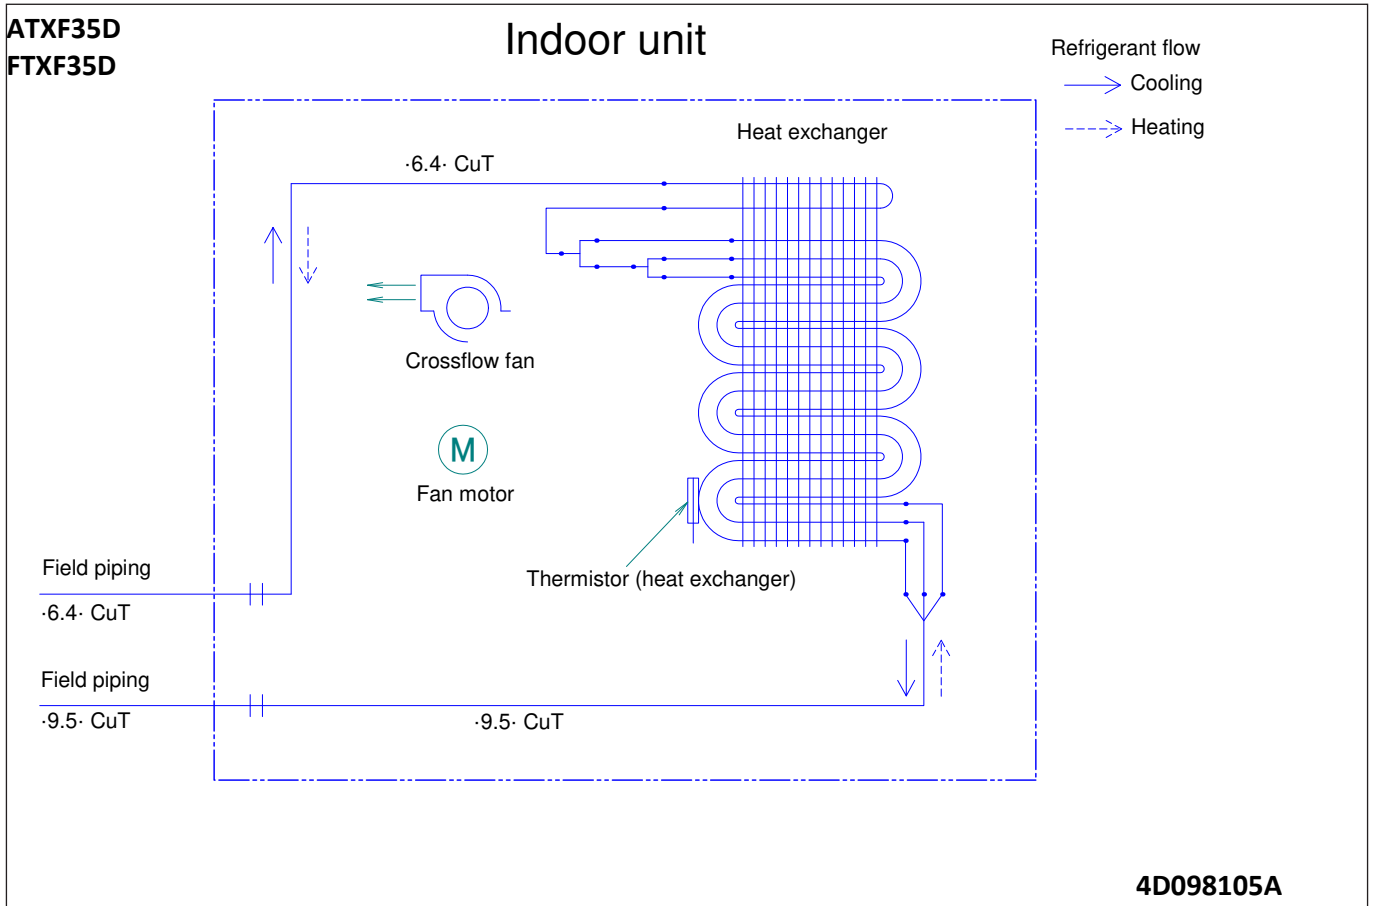 ATXF35D
FTXF35D
Indoor unit
Refrigerant flow
Cooling
Heating
Heat exchanger
·6.4· CuT
Crossflow fan
M
Fan motor
Thermistor (heat exchanger)
Field piping
·6.4· CuT
Field piping
·9.5· CuT
·9.5· CuT
4D098105A